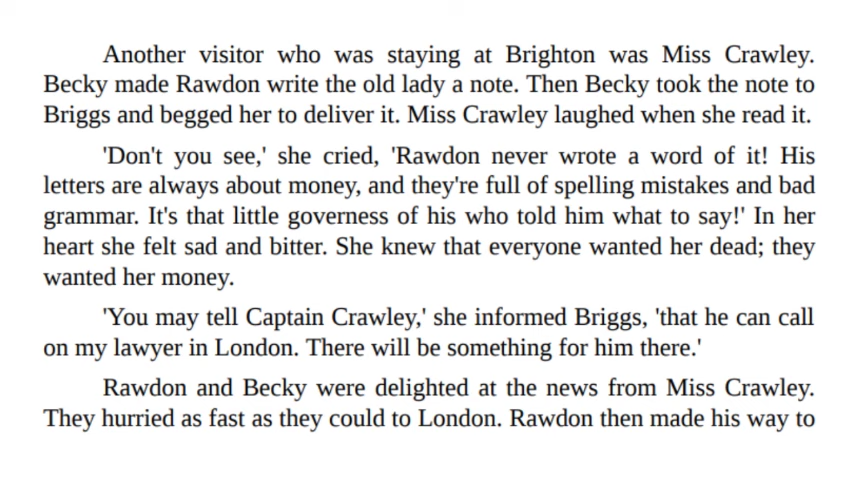 Another visitor who was staying at Brighton was Miss Crawley.
Becky made Rawdon write the old lady a note. Then Becky took the note to
Briggs and begged her to deliver it. Miss Crawley laughed when she read it.
'Don't you see,' she cried, 'Rawdon never wrote a word of it! His
letters are always about money, and they're full of spelling mistakes and bad
grammar. It's that little governess of his who told him what to say!' In her
heart she felt sad and bitter. She knew that everyone wanted her dead; they
wanted her money.
'You may tell Captain Crawley,' she informed Briggs, 'that he can call
on my lawyer in London. There will be something for him there.'
Rawdon and Becky were delighted at the news from Miss Crawley.
They hurried as fast as they could to London. Rawdon then made his way to